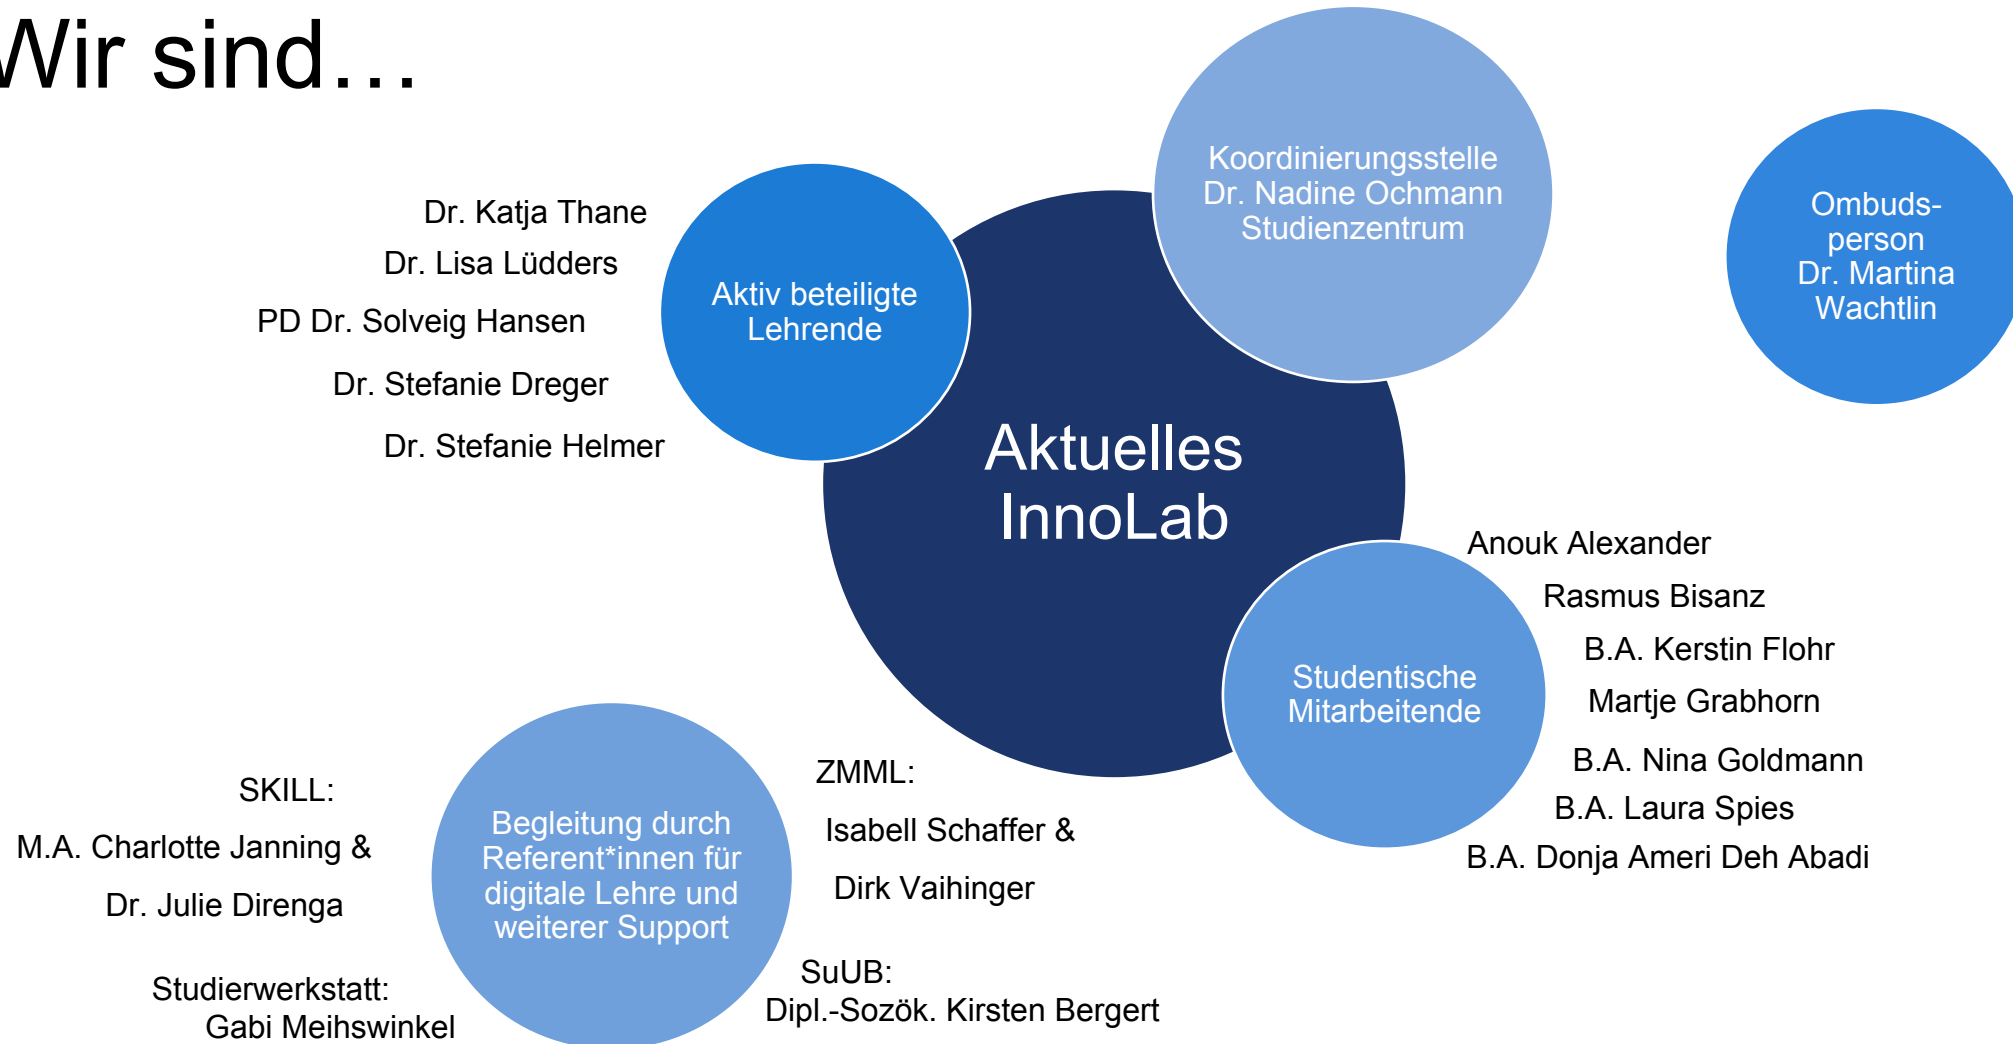 Wir sind…
Koordinierungsstelle
Dr. Nadine Ochmann
Studienzentrum
Ombuds-
person
Dr. Martina
Wachtlin
Dr. Katja Thane
Dr. Lisa Lüdders
PD Dr. Solveig Hansen
Dr. Stefanie Dreger
Dr. Stefanie Helmer
Aktiv beteiligte
Lehrende
Aktuelles
InnoLab
Studentische
Mitarbeitende
Anouk Alexander
Rasmus Bisanz
B.A. Kerstin Flohr
Martje Grabhorn
B.A. Nina Goldmann
B.A. Laura Spies
B.A. Donja Ameri Deh Abadi
SKILL:
M.A. Charlotte Janning &
Dr. Julie Direnga
Studierwerkstatt:
Gabi Meihswinkel
Begleitung durch
Referent*innen für
digitale Lehre und
weiterer Support
ZMML:
Isabell Schaffer &
Dirk Vaihinger
SuUB:
Dipl.-Sozök. Kirsten Bergert